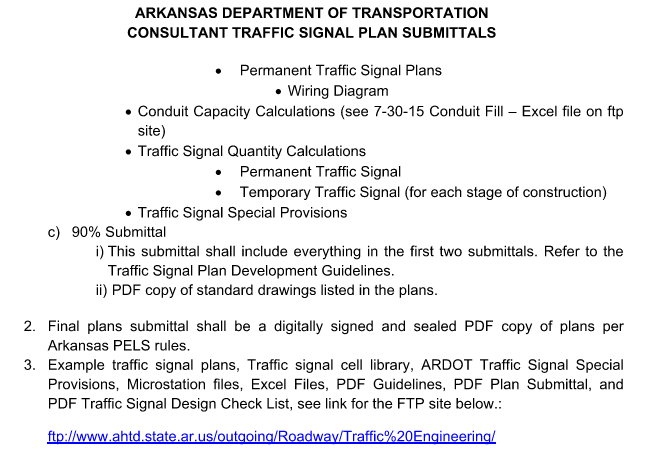 ARKANSAS DEPARTMENT OF TRANSPORTATION
CONSULTANT TRAFFIC SIGNAL PLAN SUBMITTALS
• Permanent Traffic Signal Plans
• Wiring Diagram
• Conduit Capacity Calculations (see 7-30-15 Conduit Fill – Excel file on ftp
site)
• Traffic Signal Quantity Calculations
• Permanent Traffic Signal
• Temporary Traffic Signal (for each stage of construction)
• Traffic Signal Special Provisions
c) 90% Submittal
i) This submittal shall include everything in the first two submittals. Refer to the
Traffic Signal Plan Development Guidelines.
ii) PDF copy of standard drawings listed in the plans.
2. Final plans submittal shall be a digitally signed and sealed PDF copy of plans per
Arkansas PELS rules.
3. Example traffic signal plans, Traffic signal cell library, ARDOT Traffic Signal Special
Provisions, Microstation files, Excel Files, PDF Guidelines, PDF Plan Submittal, and
PDF Traffic Signal Design Check List, see link for the FTP site below.:
ftp://www.ahtd.state.ar.us/outgoing/Roadway/Traffic%20Engineering/